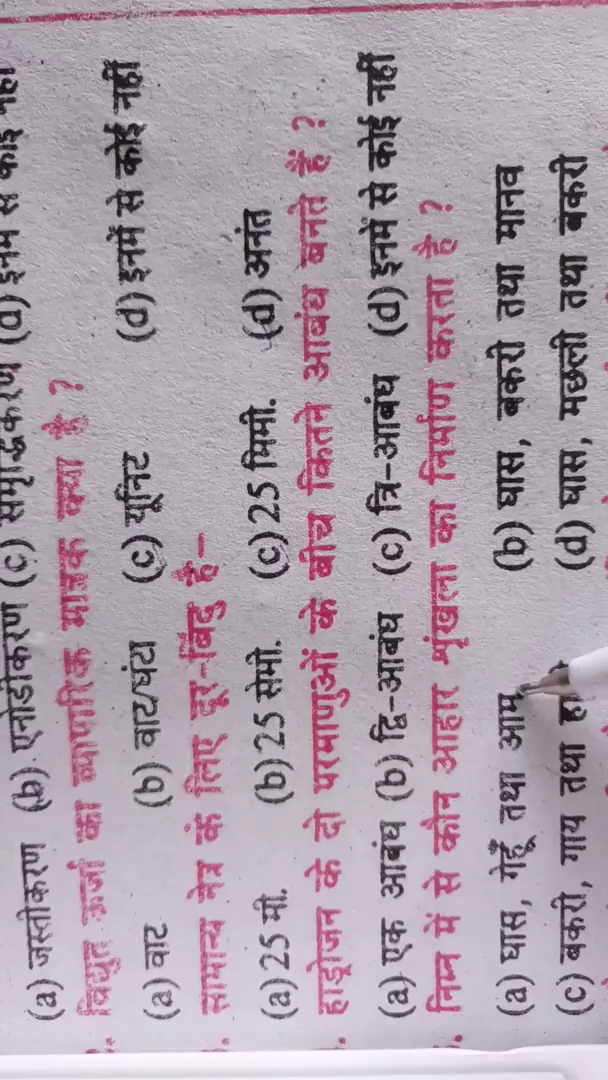 (a) जस्तीकरण (b) एनोडीकरण (c) समृद्धिकरण (d) इनमें से कोई नहीं
विद्युत ऊर्जा का व्यापारिक मात्रक क्या है ?
(a) वाट (b) वाट/घंटा (c) यूनिट (d) इनमें से कोई नहीं
सामान्य नेत्र के लिए दूर-बिंदु है-
(a) 25 मी. (b) 25 सेमी. (c) 25 मिमी. (d) अनंत
हाइड्रोजन के दो परमाणुओं के बीच कितने आबंध बनते हैं ?
(a) एक आबंध (b) द्वि-आबंध (c) त्रि-आबंध (d) इनमें से कोई नहीं
निम्न में से कौन आहार श्रृंखला का निर्माण करता है ?
(a) घास, गेहूँ तथा आम (b) घास, बकरी तथा मानव
(c) बकरी, गाय तथा (d) घास, मछली तथा बकरी